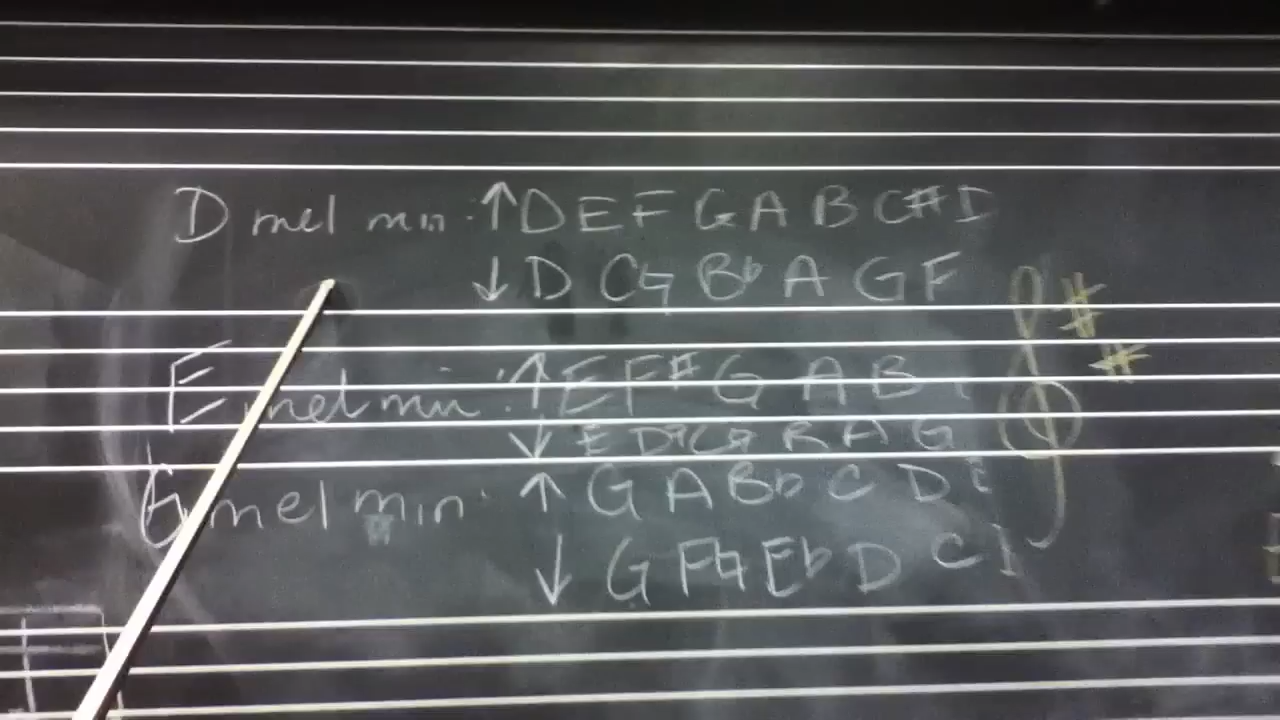 D mel min: ↑ D E F G A B C# D
↓ D C♮ B♭ A G F
E mel min: ↑ E F# G A B
↓ E D♮ C♮ B A G
G mel min: ↑ G A B♭ C D E
↓ G F♮ E♭ D C